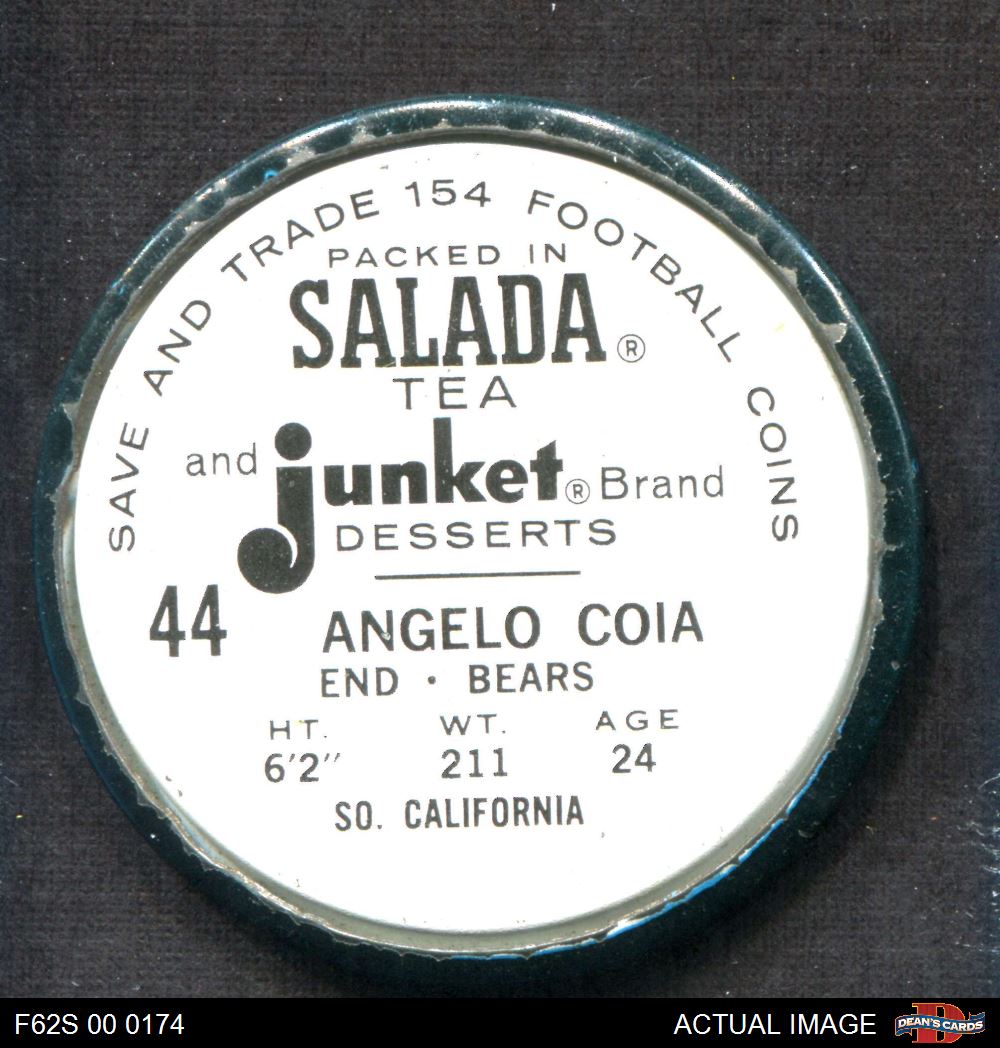 SAVE AND TRADE 154 FOOTBALL COINS
PACKED IN
SALADA®
TEA
and junket® Brand
DESSERTS
44 ANGELO COIA
END · BEARS
HT. WT. AGE
6'2" 211 24
SO. CALIFORNIA
F62S 00 0174 ACTUAL IMAGE DEAN'S CARDS